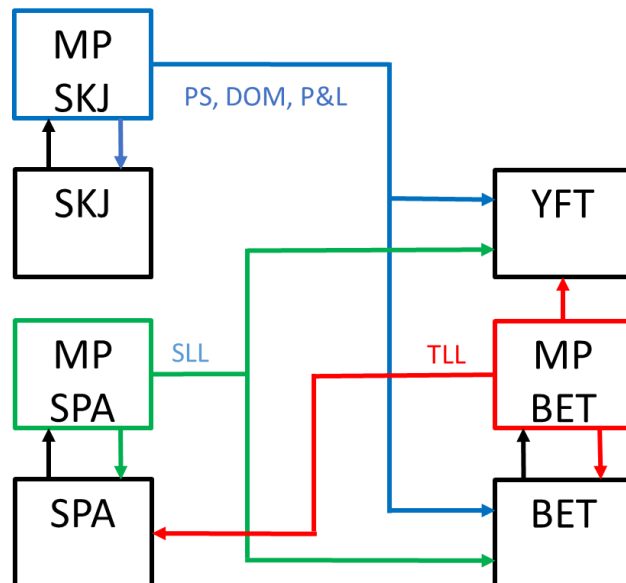 MP
SKJ
PS, DOM, P&L
SKJ
YFT
MP
SPA
SLL
TLL
MP
BET
SPA
BET